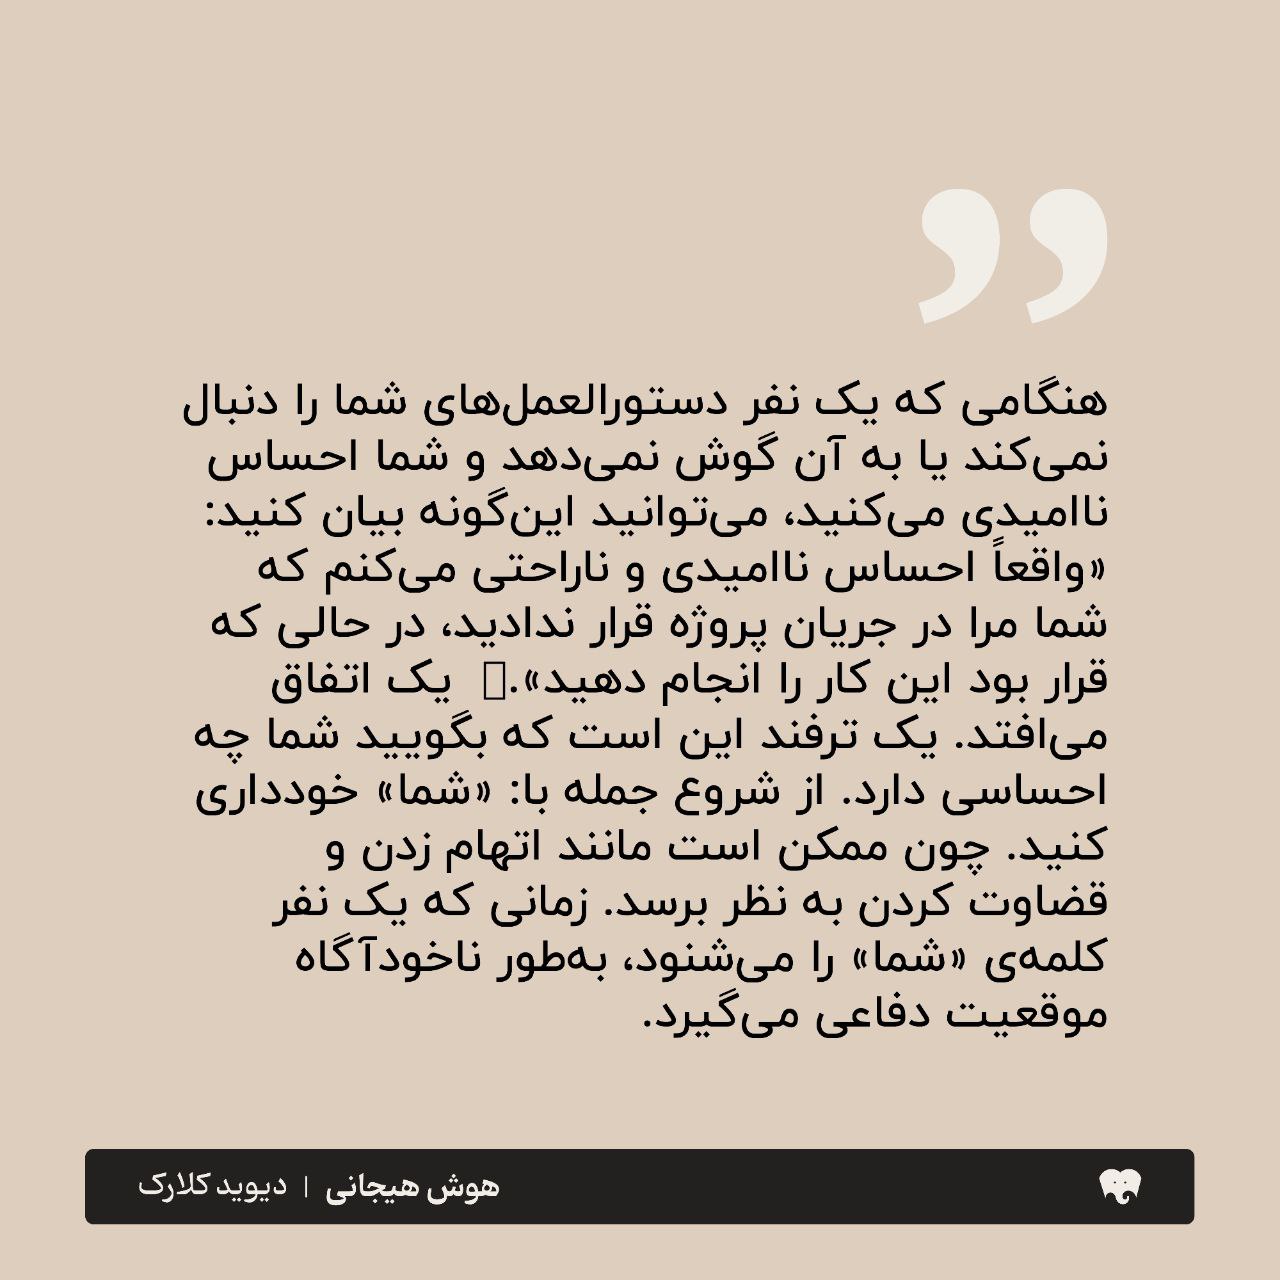 ”
هنگامی که یک نفر دستورالعمل‌های شما را دنبال
نمی‌کند یا به آن گوش نمی‌دهد و شما احساس
ناامیدی می‌کنید، می‌توانید این‌گونه بیان کنید:
«واقعاً احساس ناامیدی و ناراحتی می‌کنم که
شما مرا در جریان پروژه قرار ندادید، در حالی که
قرار بود این کار را انجام دهید».￼ یک اتفاق
می‌افتد. یک ترفند این است که بگویید شما چه
احساسی دارد. از شروع جمله با: «شما» خودداری
کنید. چون ممکن است مانند اتهام زدن و
قضاوت کردن به نظر برسد. زمانی که یک نفر
کلمه‌ی «شما» را می‌شنود، به‌طور ناخودآگاه
موقعیت دفاعی می‌گیرد.
هوش هیجانی | دیوید کلارک